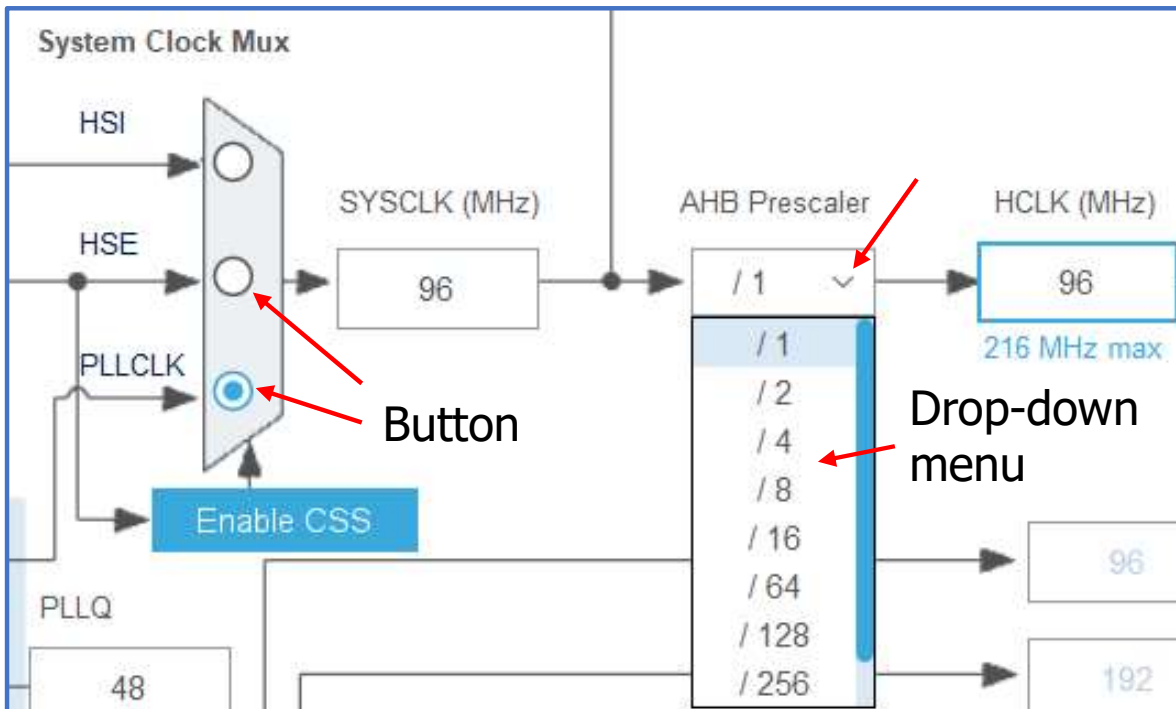 System Clock Mux
HSI
SYSCLK (MHz)
AHB Prescaler
HCLK (MHz)
HSE
96
/ 1
96
216 MHz max
PLLCLK
Button
/ 1
/ 2
/ 4
/ 8
/ 16
/ 64
/ 128
/ 256
Drop-down
menu
Enable CSS
96
PLLQ
48
192